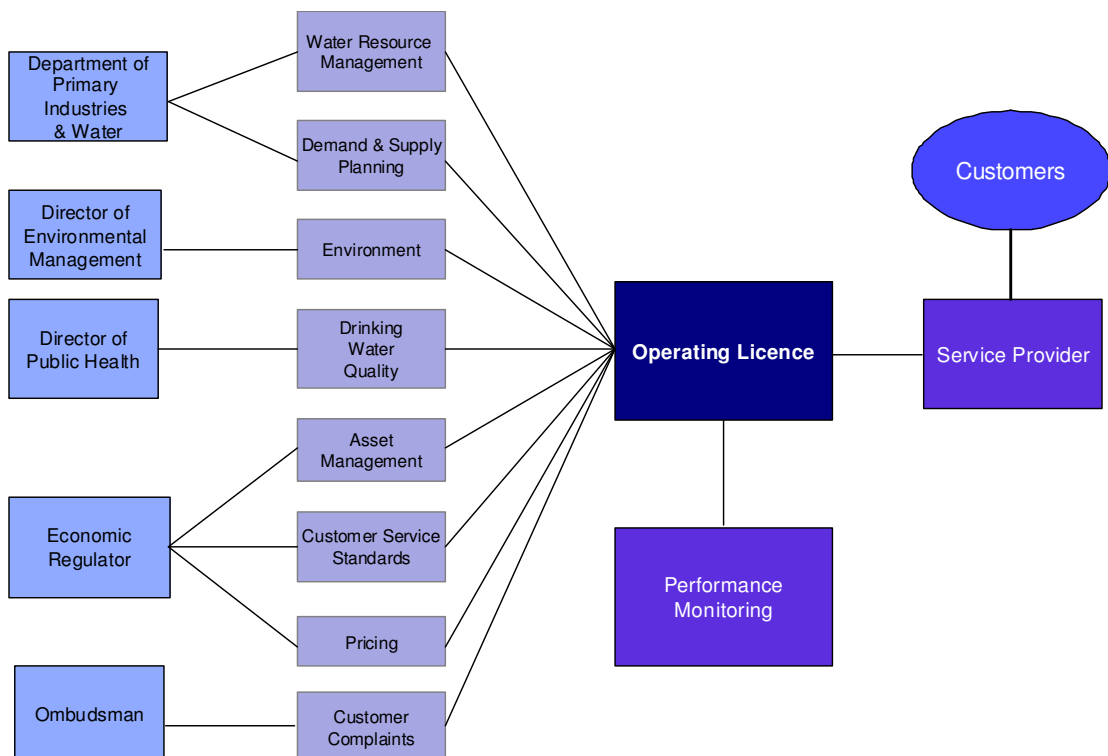 Department of
Primary
Industries
& Water
Director of
Environmental
Management
Director of
Public Health
Economic
Regulator
Ombudsman
Water Resource
Management
Demand & Supply
Planning
Environment
Drinking
Water
Quality
Asset
Management
Customer Service
Standards
Pricing
Customer
Complaints
Operating Licence
Performance
Monitoring
Customers
Service Provider